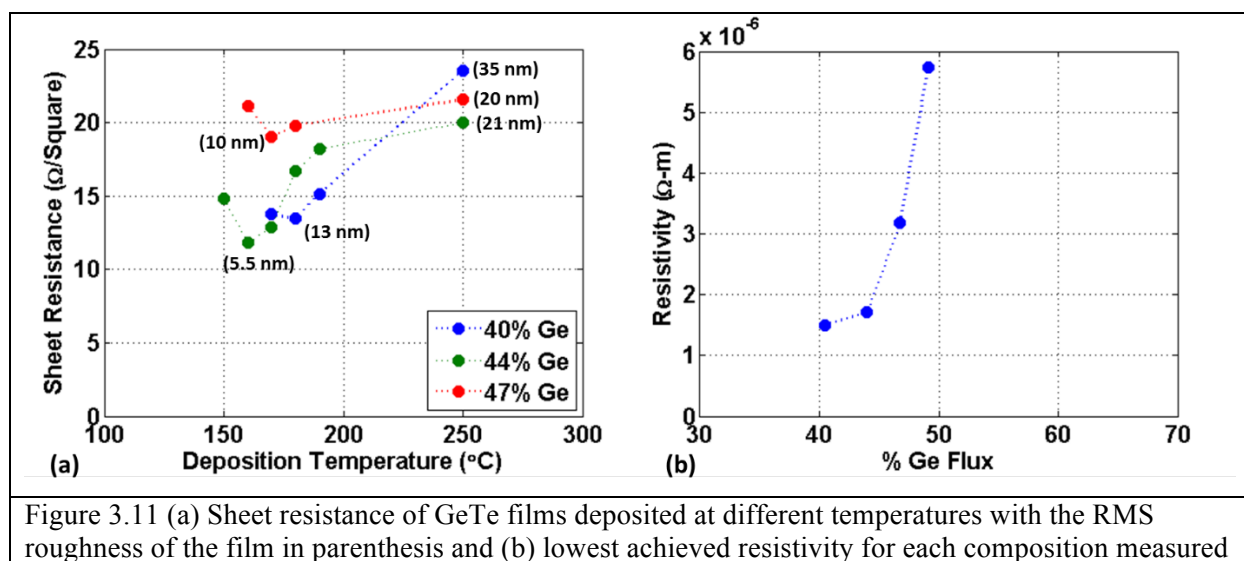 25
20
15
10
5
0
100
150
200
250
300
Sheet Resistance (Ω/Square)
Deposition Temperature (°C)
(a)
(35 nm)
(20 nm)
(21 nm)
(10 nm)
(13 nm)
(5.5 nm)
40% Ge
44% Ge
47% Ge
x 10⁻⁶
6
5
4
3
2
1
0
30
40
50
60
70
Resistivity (Ω-m)
% Ge Flux
(b)
Figure 3.11 (a) Sheet resistance of GeTe films deposited at different temperatures with the RMS
roughness of the film in parenthesis and (b) lowest achieved resistivity for each composition measured